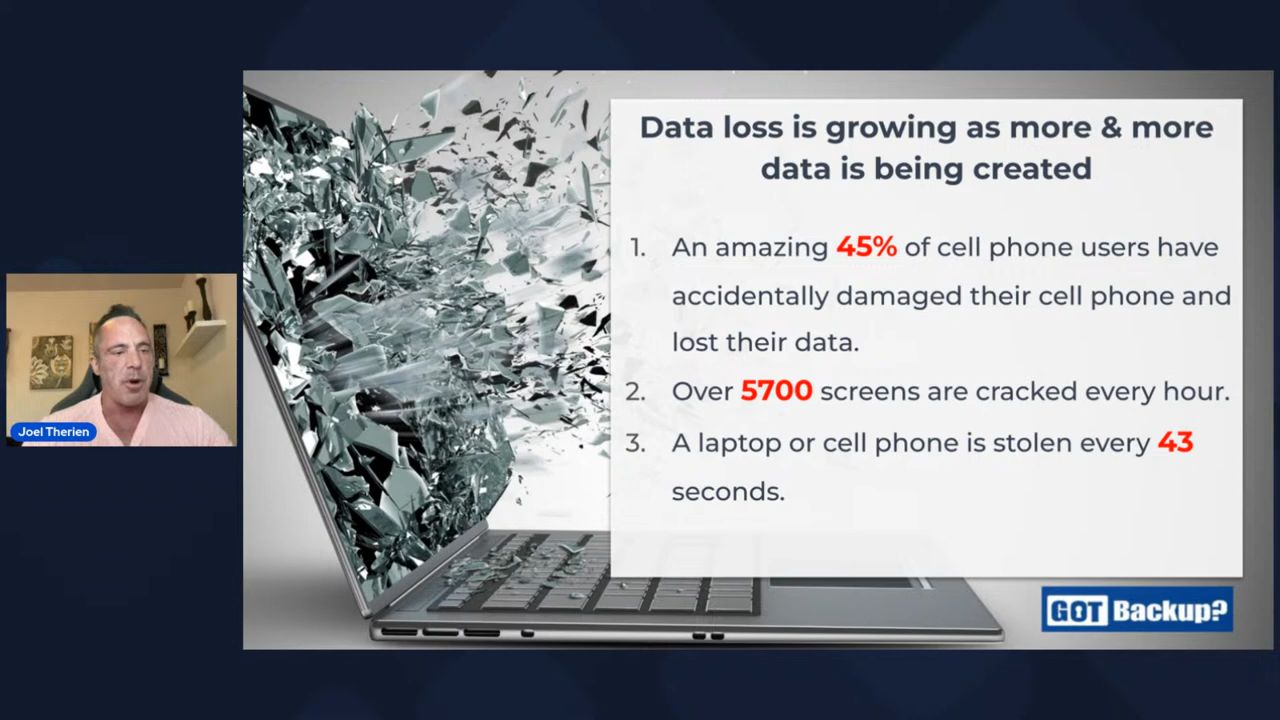 Data loss is growing as more & more
data is being created
1. An amazing 45% of cell phone users have
accidentally damaged their cell phone and
lost their data.
2. Over 5700 screens are cracked every hour.
3. A laptop or cell phone is stolen every 43
seconds.
Joel Therien
GOT Backup?